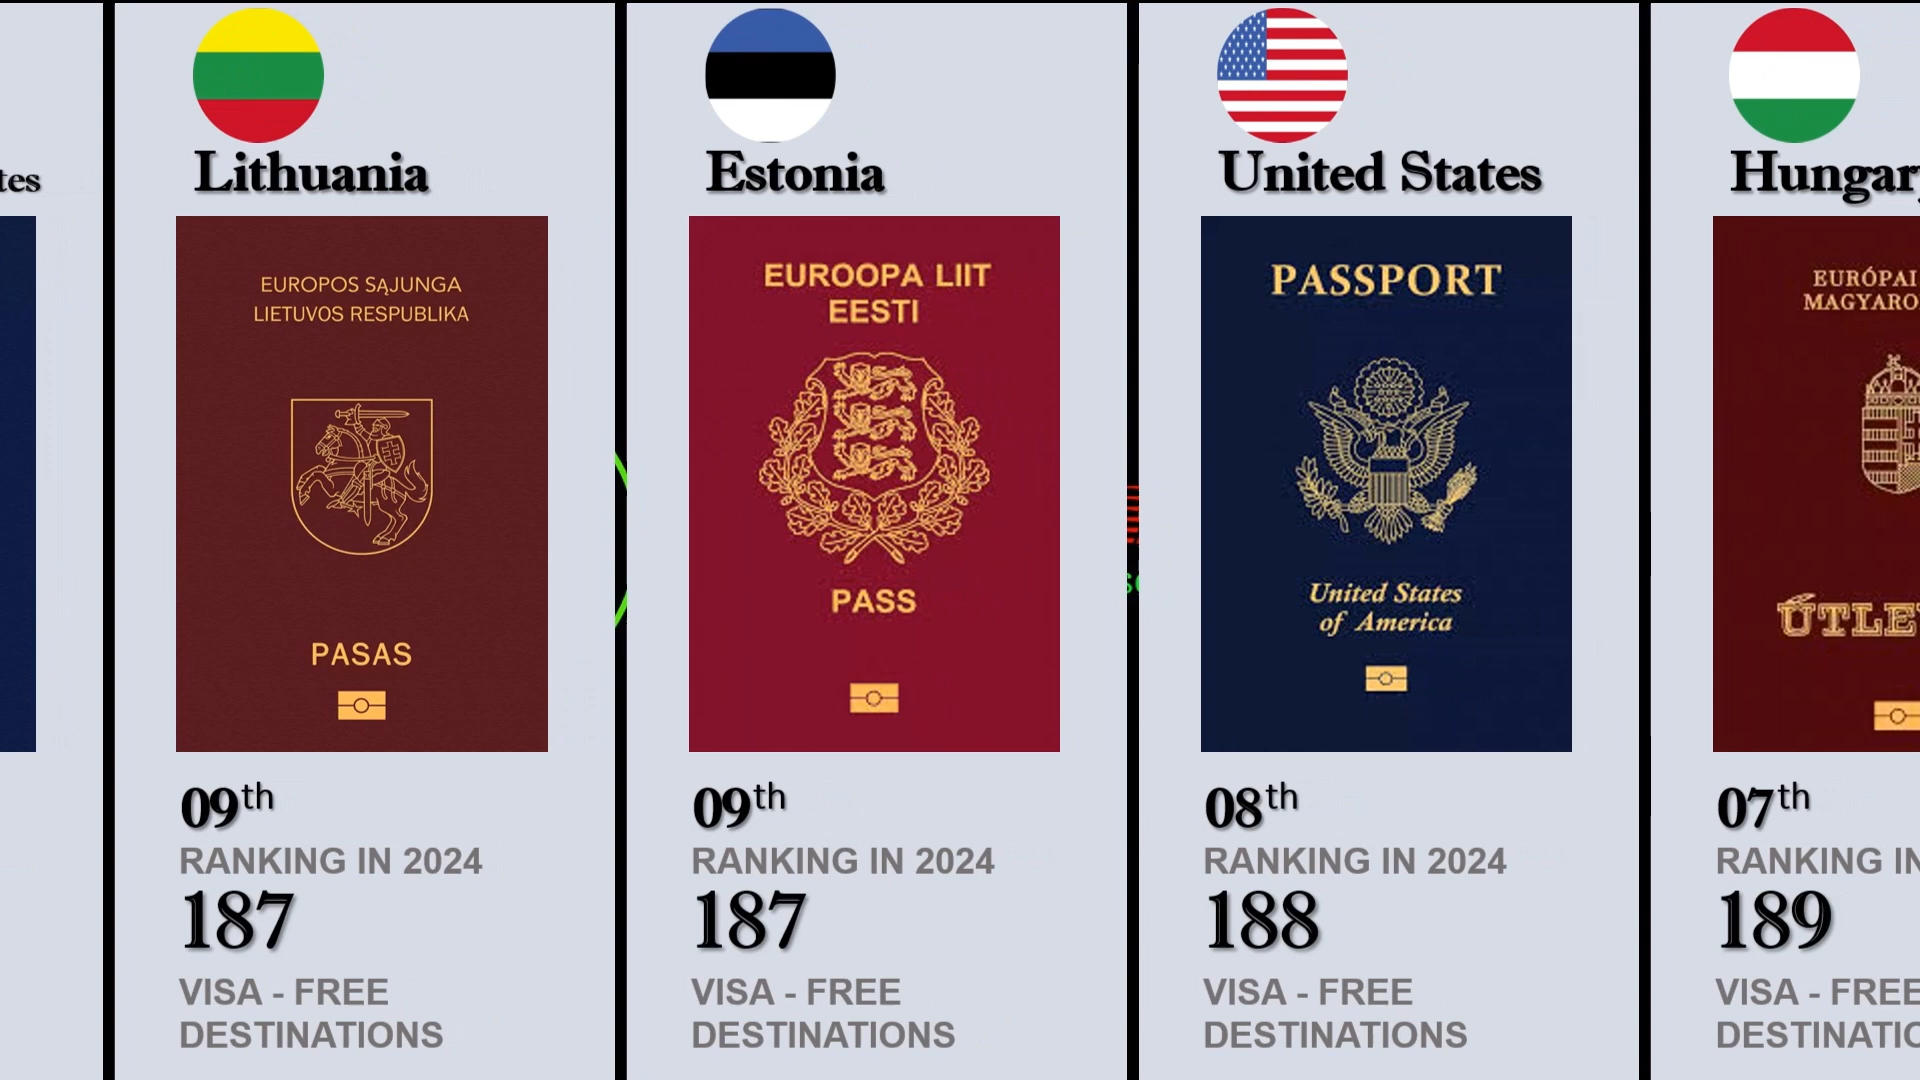 tes
Lithuania
EUROPOS SĄJUNGA
LIETUVOS RESPUBLIKA
PASAS
09th
RANKING IN 2024
187
VISA - FREE
DESTINATIONS
Estonia
EUROOPA LIIT
EESTI
PASS
09th
RANKING IN 2024
187
VISA - FREE
DESTINATIONS
United States
PASSPORT
United States
of America
08th
RANKING IN 2024
188
VISA - FREE
DESTINATIONS
Hungar
EURÓPAI
MAGYARO
ÚTLE
07th
RANKING IN
189
VISA - FREE
DESTINATIO